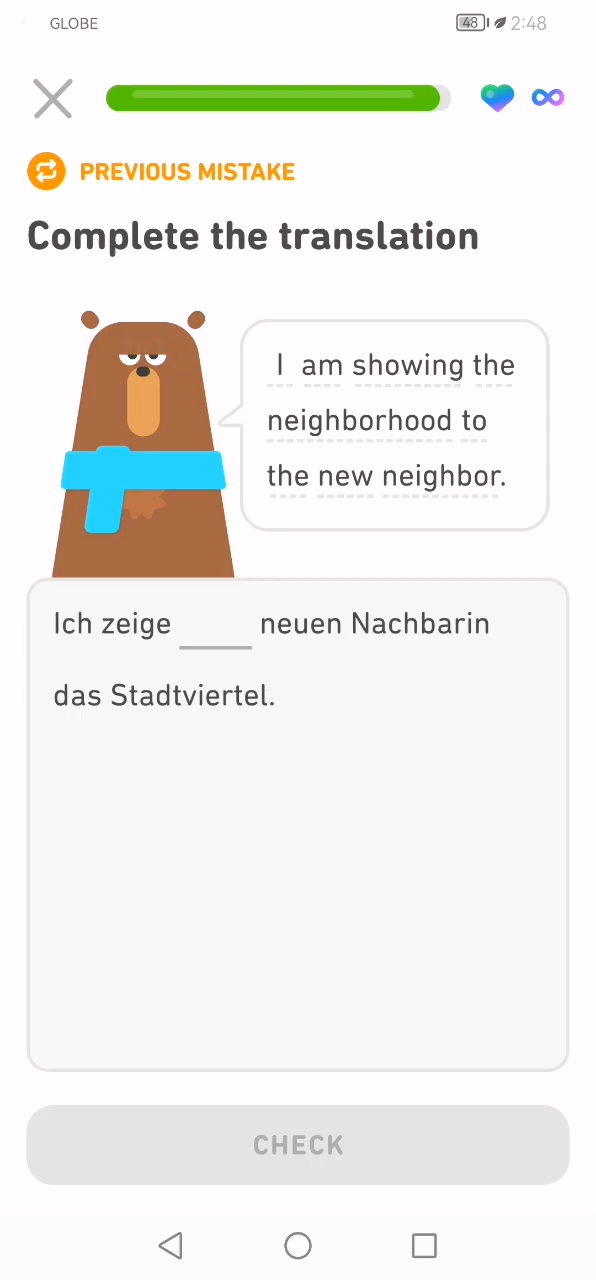 GLOBE 48 2:48
PREVIOUS MISTAKE
Complete the translation
I am showing the
neighborhood to
the new neighbor.
Ich zeige ____ neuen Nachbarin
das Stadtviertel.
CHECK